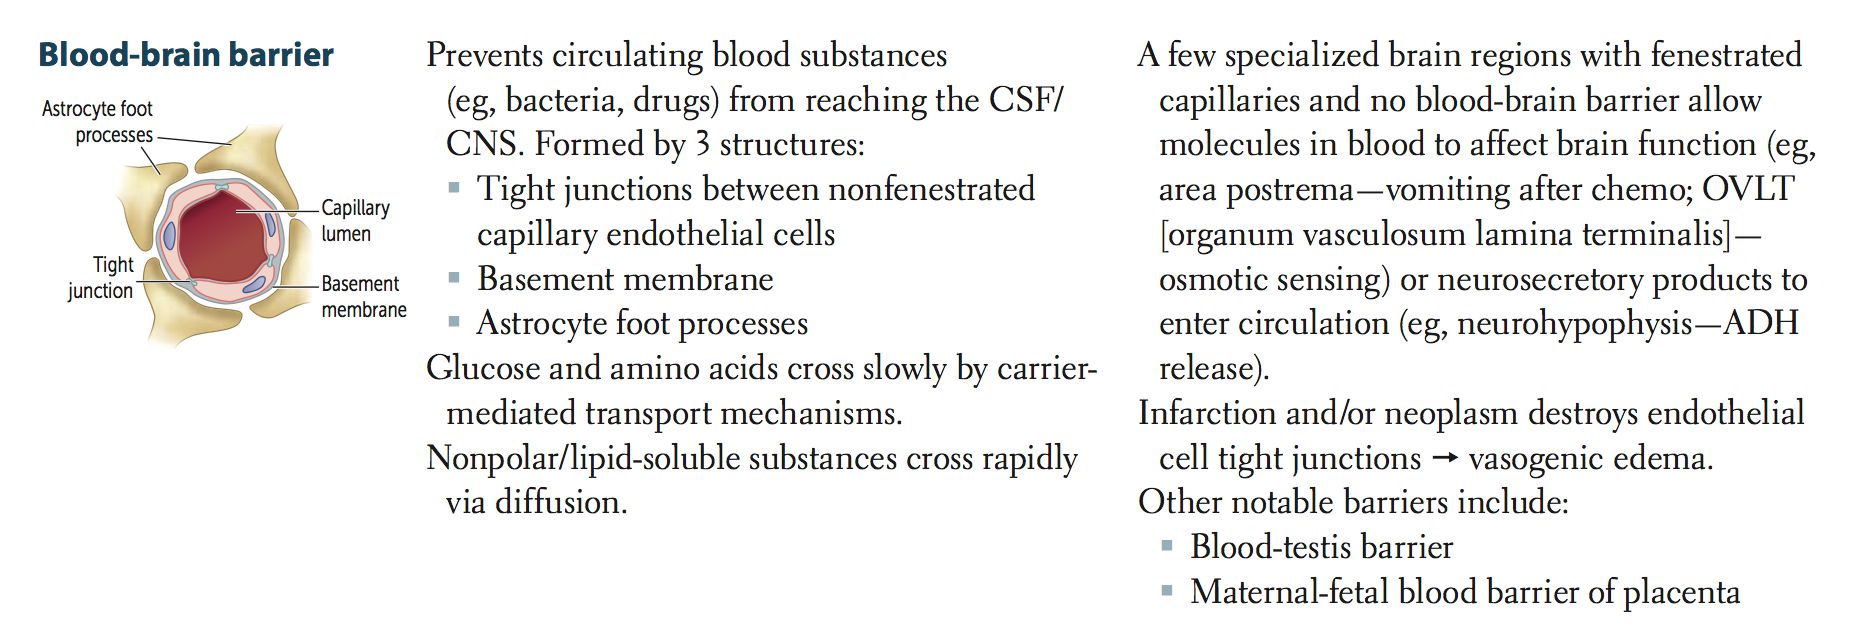 Blood-brain barrier
Astrocyte foot
processes
Capillary
lumen
Tight
junction
Basement
membrane
Prevents circulating blood substances
(eg, bacteria, drugs) from reaching the CSF/
CNS. Formed by 3 structures:
▪ Tight junctions between nonfenestrated
capillary endothelial cells
▪ Basement membrane
▪ Astrocyte foot processes
Glucose and amino acids cross slowly by carrier-
mediated transport mechanisms.
Nonpolar/lipid-soluble substances cross rapidly
via diffusion.
A few specialized brain regions with fenestrated
capillaries and no blood-brain barrier allow
molecules in blood to affect brain function (eg,
area postrema—vomiting after chemo; OVLT
[organum vasculosum lamina terminalis]—
osmotic sensing) or neurosecretory products to
enter circulation (eg, neurohypophysis—ADH
release).
Infarction and/or neoplasm destroys endothelial
cell tight junctions → vasogenic edema.
Other notable barriers include:
▪ Blood-testis barrier
▪ Maternal-fetal blood barrier of placenta